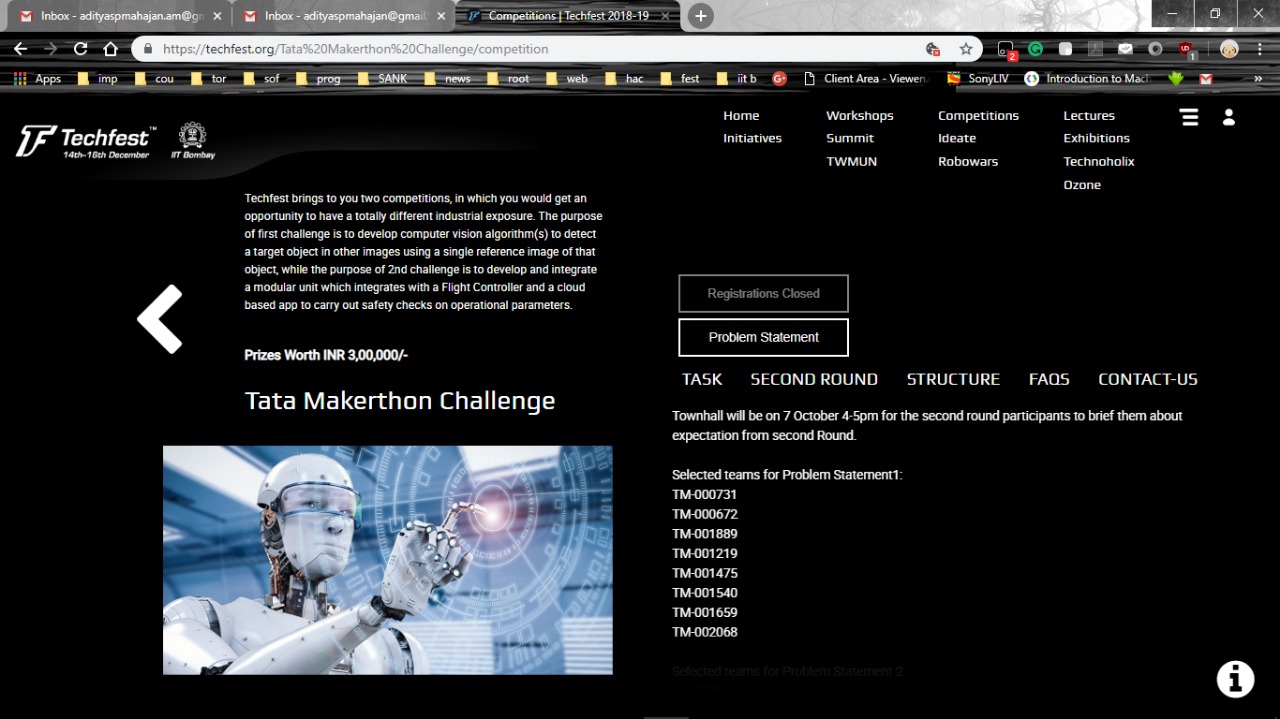 Inbox - adityaspmahajan.am@gm
Inbox - adityaspmahajan@gmail.
Competitions | Techfest 2018-19
https://techfest.org/Tata%20Makerthon%20Challenge/competition
2
1
Apps imp cou tor sof prog SANK news root web hac fest iit b G+ Client Area - Viewen SonyLIV Introduction to Mach
Techfest™
14th-16th December
IIT Bombay
Home Workshops Competitions Lectures
Initiatives Summit Ideate Exhibitions
TWMUN Robowars Technoholix
Ozone
Techfest brings to you two competitions, in which you would get an
opportunity to have a totally different industrial exposure. The purpose
of first challenge is to develop computer vision algorithm(s) to detect
a target object in other images using a single reference image of that
object, while the purpose of 2nd challenge is to develop and integrate
a modular unit which integrates with a Flight Controller and a cloud
based app to carry out safety checks on operational parameters.
Prizes Worth INR 3,00,000/-
Tata Makerthon Challenge
Registrations Closed
Problem Statement
TASK SECOND ROUND STRUCTURE FAQS CONTACT-US
Townhall will be on 7 October 4-5pm for the second round participants to brief them about
expectation from second Round.
Selected teams for Problem Statement1:
TM-000731
TM-000672
TM-001889
TM-001219
TM-001475
TM-001540
TM-001659
TM-002068
Selected teams for Problem Statement 2;